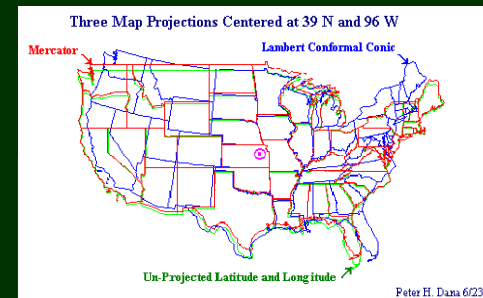 Three Map Projections Centered at 39 N and 96 W
Mercator
Lambert Conformal Conic
Un-Projected Latitude and Longitude
Peter H. Dana 6/23